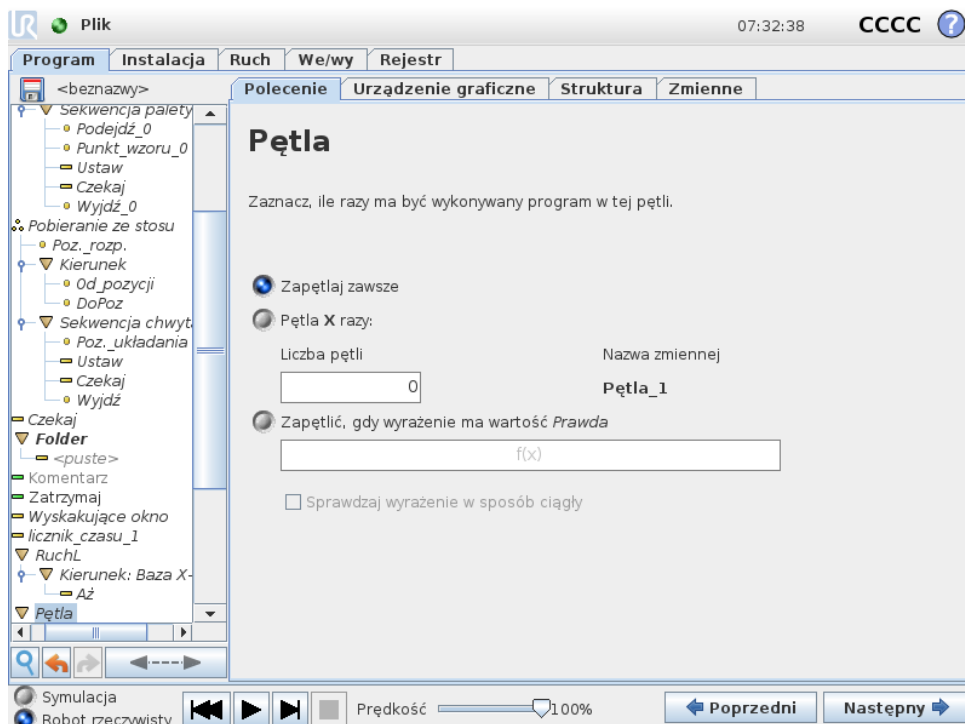 Plik 07:32:38 CCCC ?
Program Instalacja Ruch We/wy Rejestr
<beznazwy>
Polecenie Urządzenie graficzne Struktura Zmienne
Sekwencja palety
Podejdź_0
Punkt_wzoru_0
Ustaw
Czekaj
Wyjdź_0
Pobieranie ze stosu
Poz._rozp.
Kierunek
Od_pozycji
DoPoz
Sekwencja chwyta
Poz._układania
Ustaw
Czekaj
Wyjdź
Czekaj
Folder
<puste>
Komentarz
Zatrzymaj
Wyskakujące okno
licznik_czasu_1
RuchL
Kierunek: Baza X-
Aż
Pętla
Pętla
Zaznacz, ile razy ma być wykonywany program w tej pętli.
Zapętlaj zawsze
Pętla X razy:
Liczba pętli Nazwa zmiennej
0 Pętla_1
Zapętlić, gdy wyrażenie ma wartość Prawda
f(x)
Sprawdzaj wyrażenie w sposób ciągły
Symulacja
Robot rzeczywisty
Prędkość 100%
Poprzedni Następny